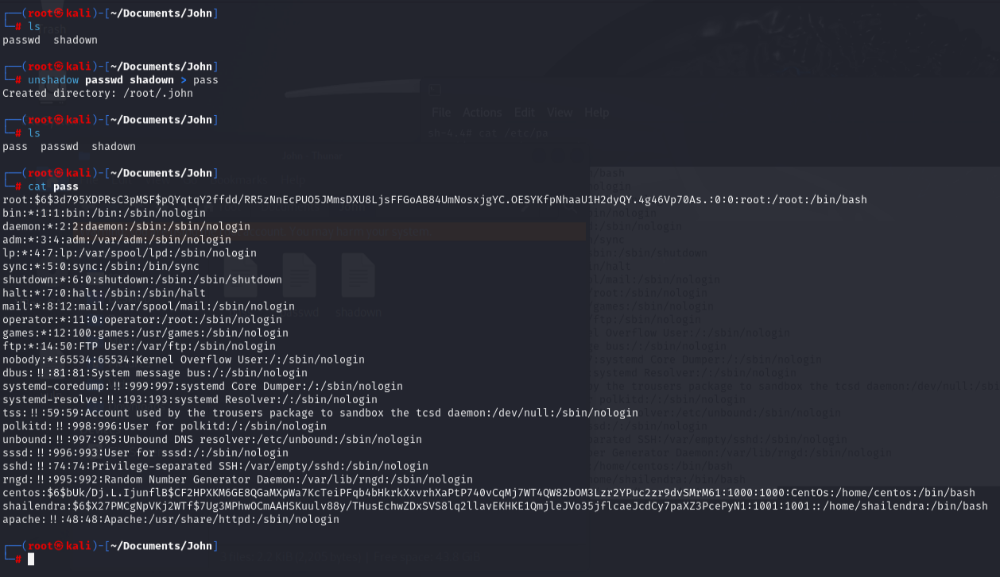 ┌──(root㉿kali)-[~/Documents/John]
└─# ls
passwd  shadown
┌──(root㉿kali)-[~/Documents/John]
└─# unshadow passwd shadown > pass
Created directory: /root/.john
┌──(root㉿kali)-[~/Documents/John]
└─# ls
pass  passwd  shadown
┌──(root㉿kali)-[~/Documents/John]
└─# cat pass
root:$6$3d795XDPRsC3pMSF$pQYqtqY2ffdd/RR5zNnEcPUO5JMmsDXU8LjsFFGoAB84UmNosxjgYC.OESYKfpNhaaU1H2dyQY.4g46Vp70As.:0:0:root:/root:/bin/bash
bin:*:1:1:bin:/bin:/sbin/nologin
daemon:*:2:2:daemon:/sbin:/sbin/nologin
adm:*:3:4:adm:/var/adm:/sbin/nologin
lp:*:4:7:lp:/var/spool/lpd:/sbin/nologin
sync:*:5:0:sync:/sbin:/bin/sync
shutdown:*:6:0:shutdown:/sbin:/sbin/shutdown
halt:*:7:0:halt:/sbin:/sbin/halt
mail:*:8:12:mail:/var/spool/mail:/sbin/nologin
operator:*:11:0:operator:/root:/sbin/nologin
games:*:12:100:games:/usr/games:/sbin/nologin
ftp:*:14:50:FTP User:/var/ftp:/sbin/nologin
nobody:*:65534:65534:Kernel Overflow User:/:/sbin/nologin
dbus:!!:81:81:System message bus:/:/sbin/nologin
systemd-coredump:!!:999:997:systemd Core Dumper:/:/sbin/nologin
systemd-resolve:!!:193:193:systemd Resolver:/:/sbin/nologin
tss:!!:59:59:Account used by the trousers package to sandbox the tcsd daemon:/dev/null:/sbin/nologin
polkitd:!!:998:996:User for polkitd:/:/sbin/nologin
unbound:!!:997:995:Unbound DNS resolver:/etc/unbound:/sbin/nologin
sssd:!!:996:993:User for sssd:/:/sbin/nologin
sshd:!!:74:74:Privilege-separated SSH:/var/empty/sshd:/sbin/nologin
rngd:!!:995:992:Random Number Generator Daemon:/var/lib/rngd:/sbin/nologin
centos:$6$bUk/Dj.L.IjunflB$CF2HPXKM6GE8QGaMXpWa7KcTeiPFqb4bHkrkXxvrhXaPtP740vCqMj7WT4QW82bOM3Lzr2YPuc2zr9dvSMrM61:1000:1000:CentOs:/home/centos:/bin/bash
shailendra:$6$X27PMCgNpVKj2WTf$7Ug3MPhwOCmAAHSKuulv88y/THusEchwZDxSVS8lq2llavEKHKE1QmjleJVo35jflcaeJcdCy7paXZ3PcePyN1:1001:1001::/home/shailendra:/bin/bash
apache:!!:48:48:Apache:/usr/share/httpd:/sbin/nologin
┌──(root㉿kali)-[~/Documents/John]
└─#
File Actions Edit View Help
sh-4.4# cat /etc/pa